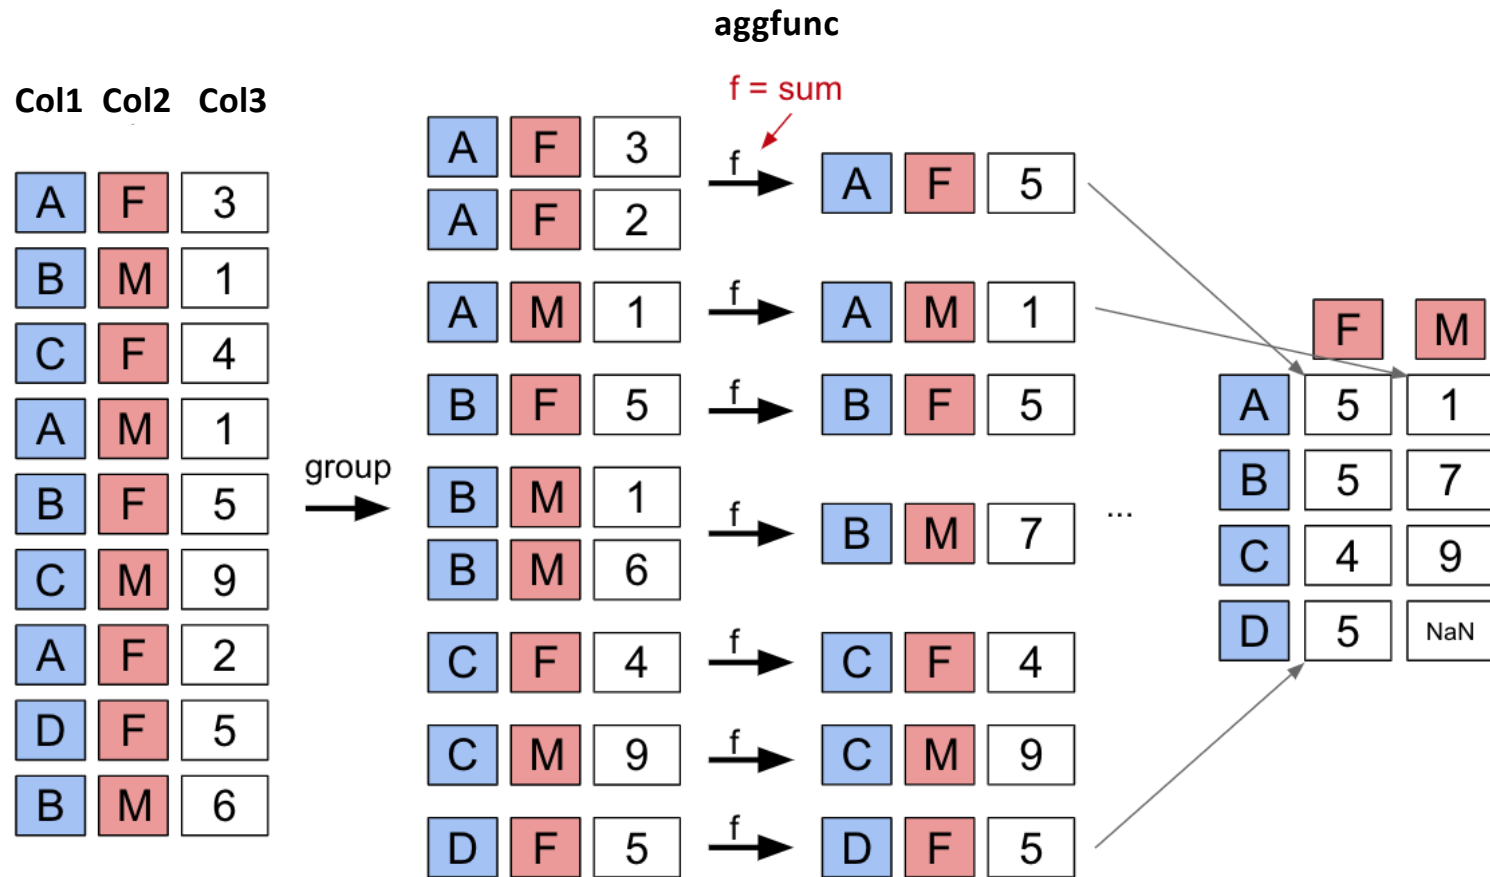 aggfunc
f = sum
Col1 Col2 Col3
A F 3
B M 1
C F 4
A M 1
B F 5
C M 9
A F 2
D F 5
B M 6
group
A F 3
A F 2
A M 1
B F 5
B M 1
B M 6
C F 4
C M 9
D F 5
f
f
f
f
f
f
f
A F 5
A M 1
B F 5
B M 7
C F 4
C M 9
D F 5
...
F M
A 5 1
B 5 7
C 4 9
D 5 NaN